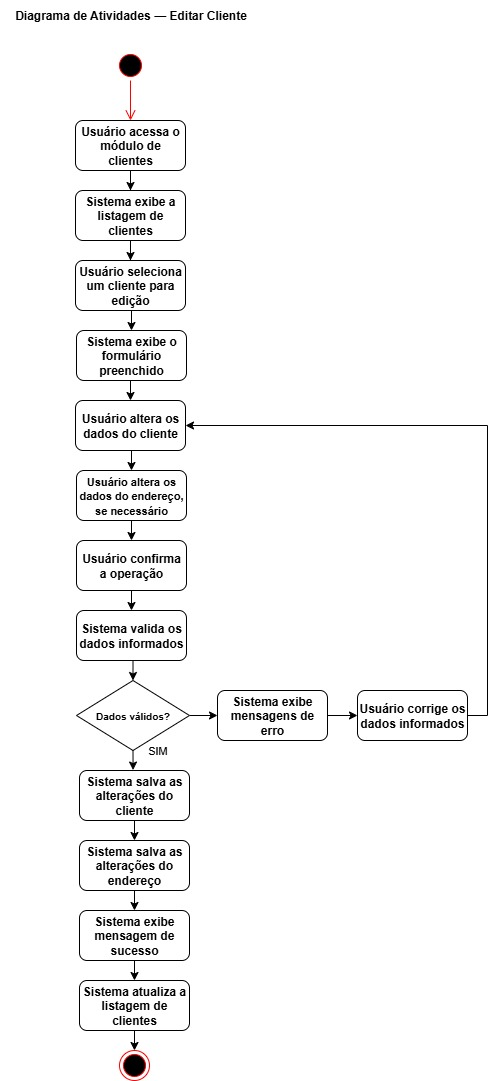 Diagrama de Atividades — Editar Cliente
Usuário acessa o
módulo de
clientes
Sistema exibe a
listagem de
clientes
Usuário seleciona
um cliente para
edição
Sistema exibe o
formulário
preenchido
Usuário altera os
dados do cliente
Usuário altera os
dados do endereço,
se necessário
Usuário confirma
a operação
Sistema valida os
dados informados
Dados válidos?
Sistema exibe
mensagens de
erro
Usuário corrige os
dados informados
SIM
Sistema salva as
alterações do
cliente
Sistema salva as
alterações do
endereço
Sistema exibe
mensagem de
sucesso
Sistema atualiza a
listagem de
clientes